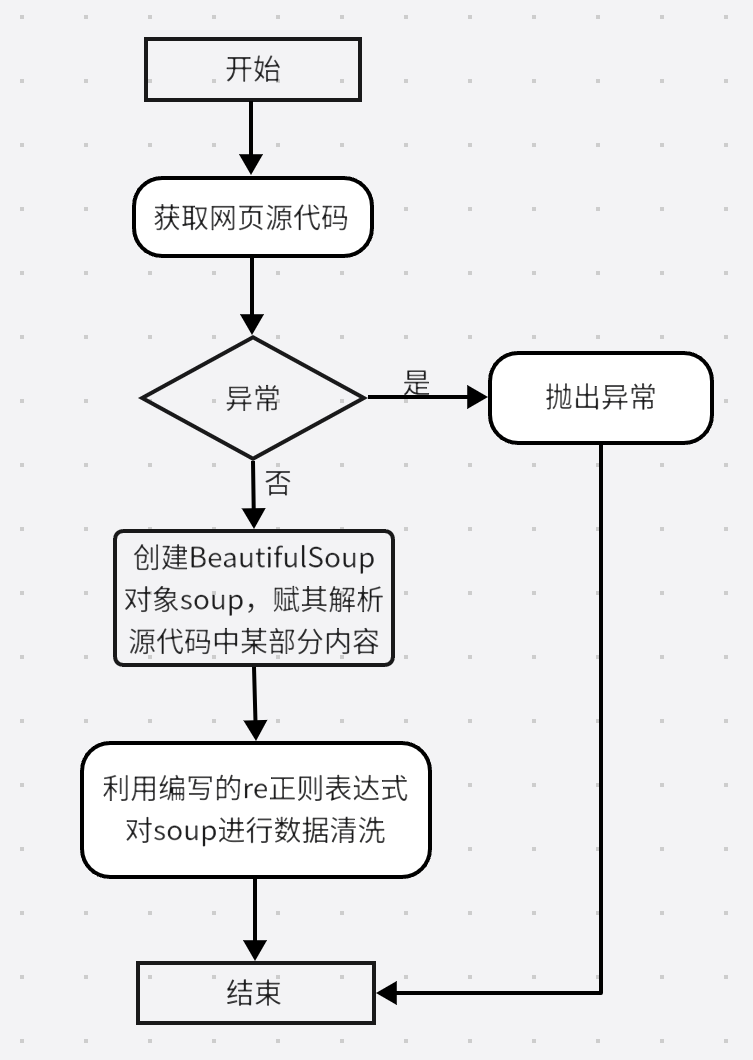 开始
获取网页源代码
异常
是
抛出异常
否
创建BeautifulSoup
对象soup，赋其解析
源代码中某部分内容
利用编写的re正则表达式
对soup进行数据清洗
结束